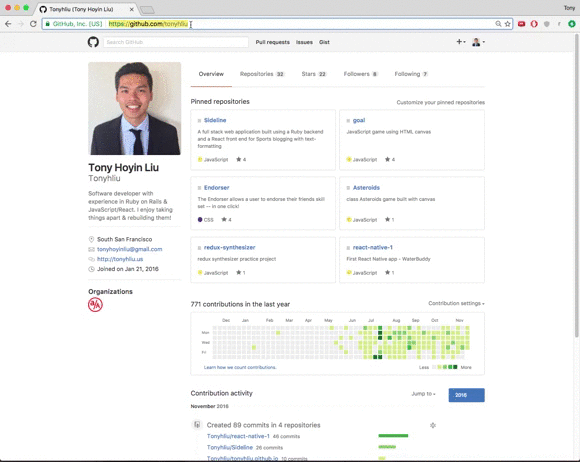 Tonyhliu (Tony Hoyin Liu)
Tony
GitHub, Inc. [US]
https://github.com/tonyhliu
Search GitHub
Pull requests Issues Gist
Overview Repositories 32 Stars 22 Followers 8 Following 7
Pinned repositories Customize your pinned repositories
Sideline
A full stack web application built using a Ruby backend
and a React front end for Sports blogging with text-
formatting
JavaScript 4
goal
JavaScript game using HTML canvas
JavaScript 4
Endorser
The Endorser allows a user to endorse their friends skill
set -- in one click!
CSS 4
Asteroids
class Asteroids game built with canvas
JavaScript 1
redux-synthesizer
redux synthesizer practice project
JavaScript 1
react-native-1
First React Native app - WaterBuddy
JavaScript 1
Tony Hoyin Liu
Tonyhliu
Software developer with
experience in Ruby on Rails &
JavaScript/React. I enjoy taking
things apart & rebuilding them!
South San Francisco
tonyhoyinliu@gmail.com
http://tonyhliu.us
Joined on Jan 21, 2016
Organizations
a/A
771 contributions in the last year Contribution settings
Dec Jan Feb Mar Apr May Jun Jul Aug Sep Oct Nov
Mon
Wed
Fri
Learn how we count contributions. Less More
Contribution activity Jump to 2016
November 2016
Created 89 commits in 4 repositories
Tonyhliu/react-native-1 46 commits
Tonyhliu/Sideline 26 commits
Tonyhliu/tonyhliu.github.io 10 commits